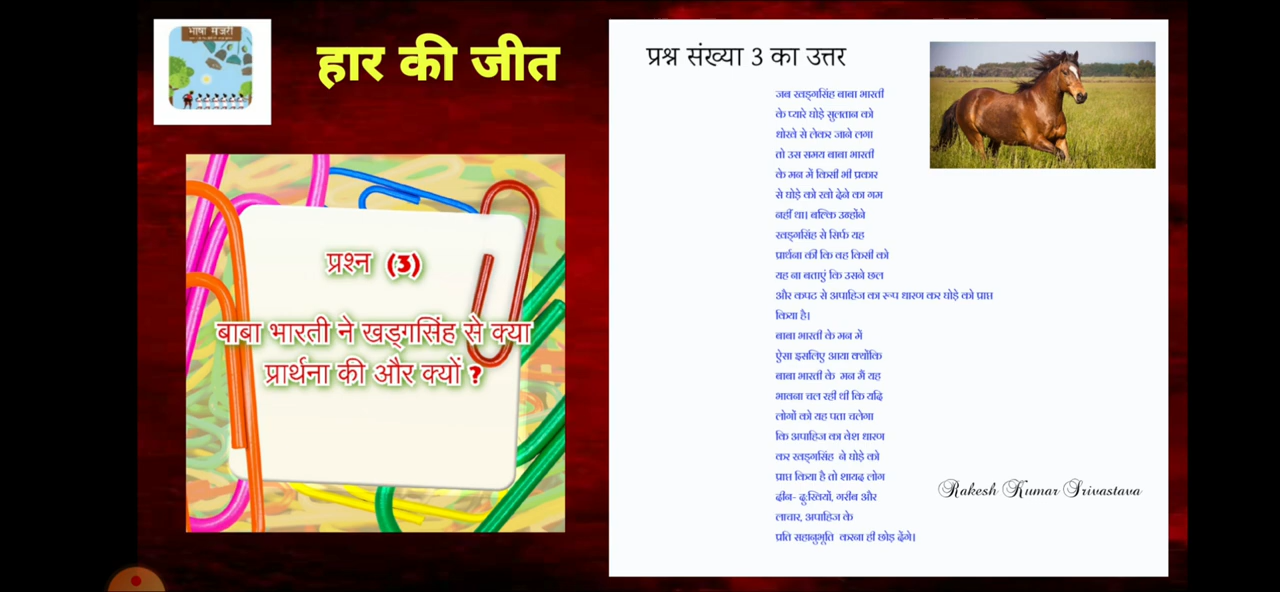 भाषा मंजरी
हार की जीत
प्रश्न (3)
बाबा भारती ने खड्गसिंह से क्या
प्रार्थना की और क्यों ?
प्रश्न संख्या 3 का उत्तर
जब खड्गसिंह बाबा भारती
के प्यारे घोड़े सुलतान को
धोखे से लेकर जाने लगा
तो उस समय बाबा भारती
के मन में किसी भी प्रकार
से घोड़े को खो देने का गम
नहीं था। बल्कि उन्होंने
खड्गसिंह से सिर्फ यह
प्रार्थना की कि वह किसी को
यह ना बताएं कि उसने छल
और कपट से अपाहिज का रूप धारण कर घोड़े को प्राप्त
किया है।
बाबा भारती के मन में
ऐसा इसलिए आया क्योंकि
बाबा भारती के मन मैं यह
भावना चल रही थी कि यदि
लोगों को यह पता चलेगा
कि अपाहिज का वेश धारण
कर खड्गसिंह ने घोड़े को
प्राप्त किया है तो शायद लोग
दीन- दुःखियों, गरीब और
लाचार, अपाहिज के
प्रति सहानुभूति करना ही छोड़ देंगे।
Rakesh Kumar Srivastava